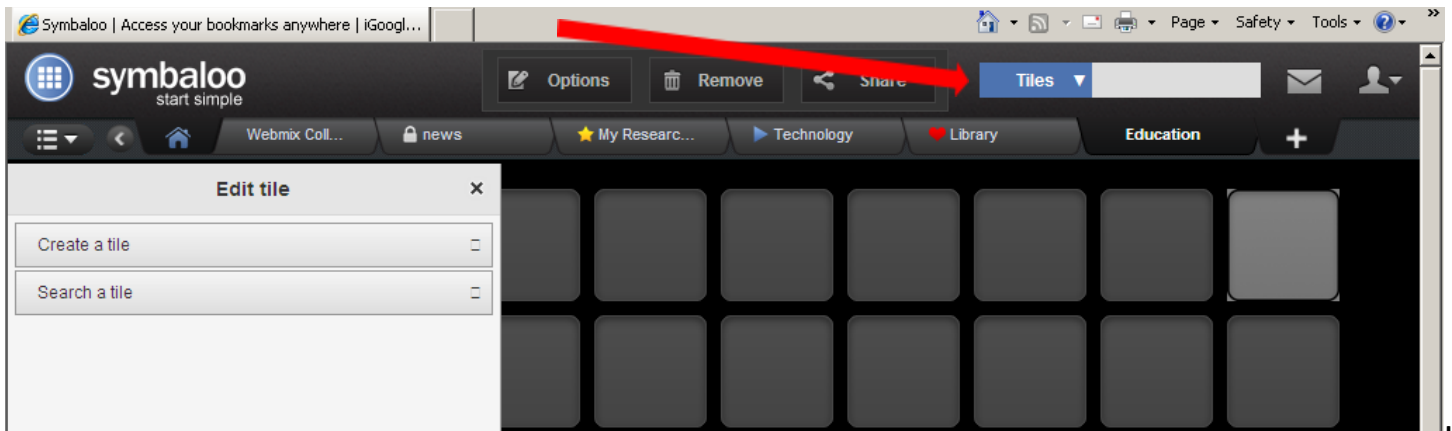 Symbaloo | Access your bookmarks anywhere | iGoogl...
Page Safety Tools
symbaloo
start simple
Options Remove Share Tiles
Webmix Coll... news My Researc... Technology Library Education
Edit tile
Create a tile
Search a tile